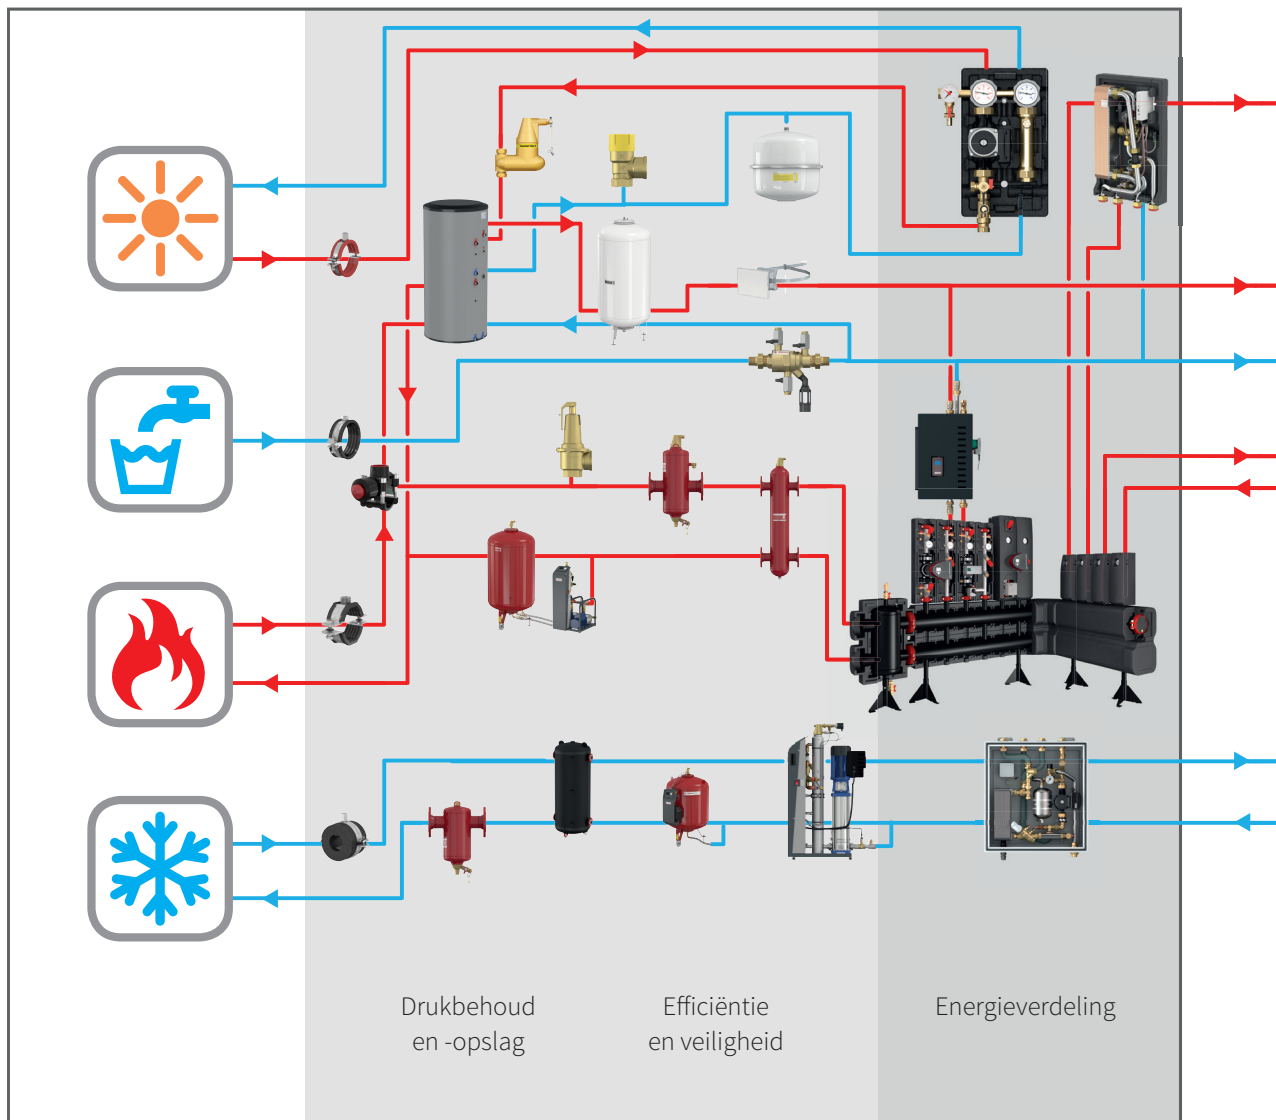 Drukbehoud
en -opslag
Efficiëntie
en veiligheid
Energieverdeling